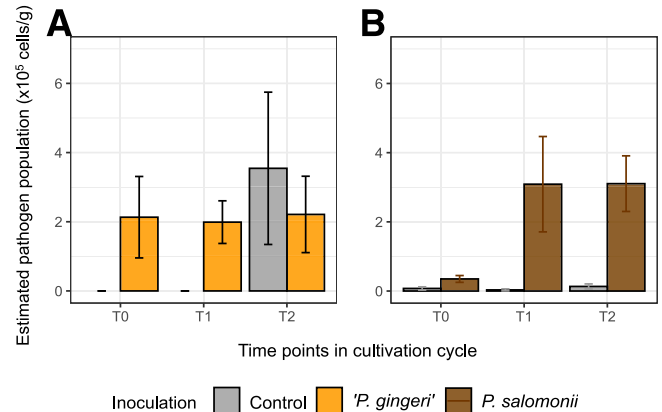 A B
Estimated pathogen population (x10⁵ cells/g)
6 6
4 4
2 2
0 0
T0 T1 T2 T0 T1 T2
Time points in cultivation cycle
Inoculation Control 'P. gingeri' P. salomonii